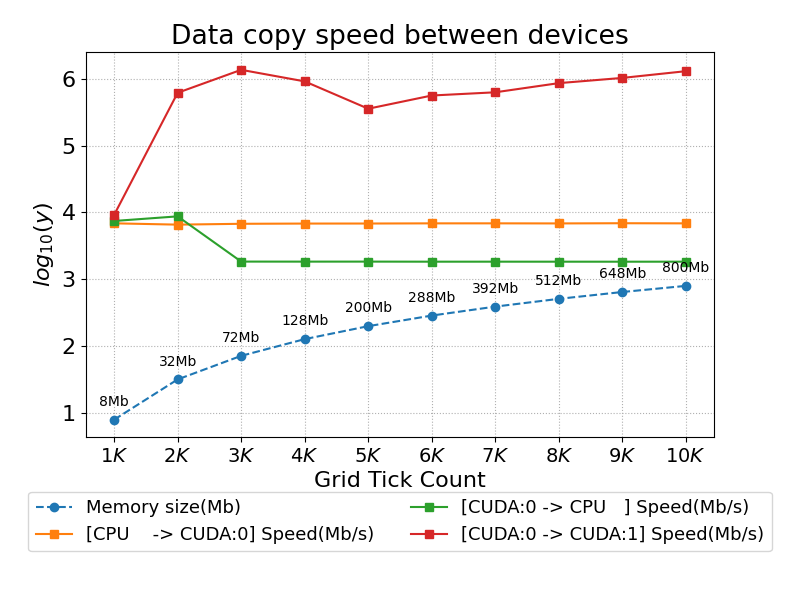 Data copy speed between devices
log10(y)
6
5
4
3
2
1
8Mb
32Mb
72Mb
128Mb
200Mb
288Mb
392Mb
512Mb
648Mb
800Mb
1K 2K 3K 4K 5K 6K 7K 8K 9K 10K
Grid Tick Count
Memory size(Mb)
[CPU    -> CUDA:0] Speed(Mb/s)
[CUDA:0 -> CPU   ] Speed(Mb/s)
[CUDA:0 -> CUDA:1] Speed(Mb/s)